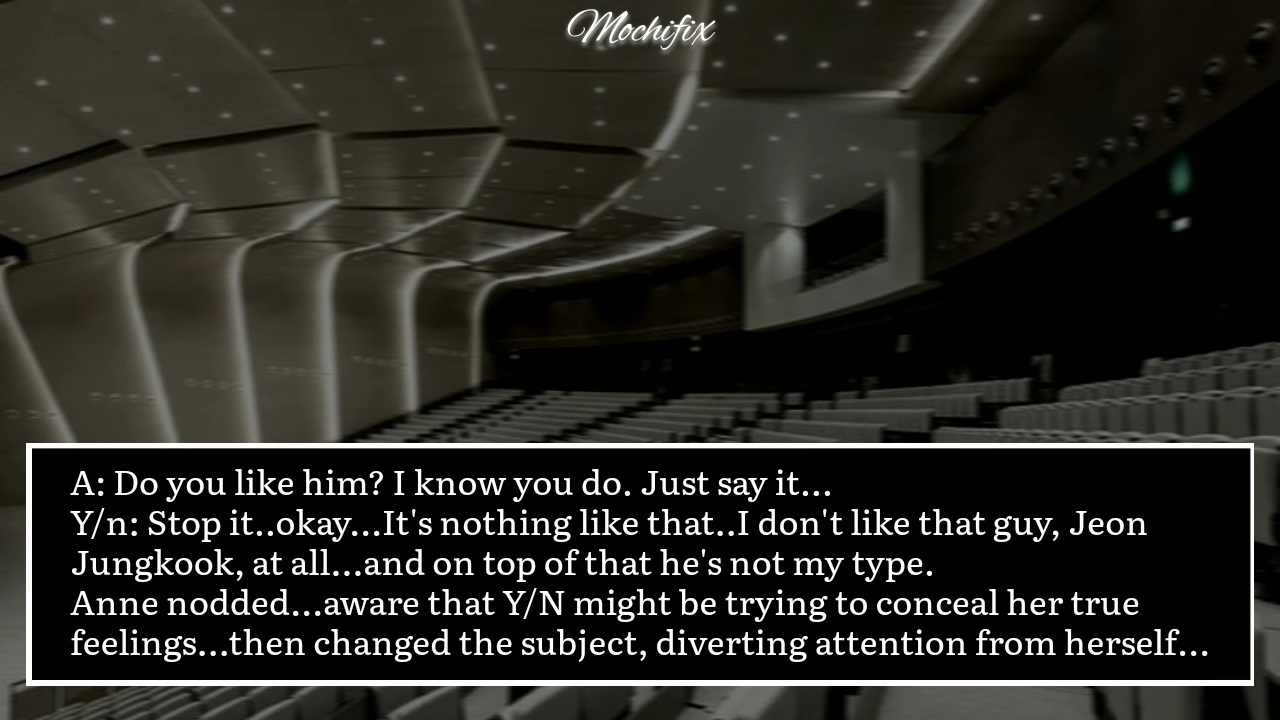 Mochifix
A: Do you like him? I know you do. Just say it...
Y/n: Stop it..okay...It's nothing like that..I don't like that guy, Jeon
Jungkook, at all...and on top of that he's not my type.
Anne nodded...aware that Y/N might be trying to conceal her true
feelings...then changed the subject, diverting attention from herself...